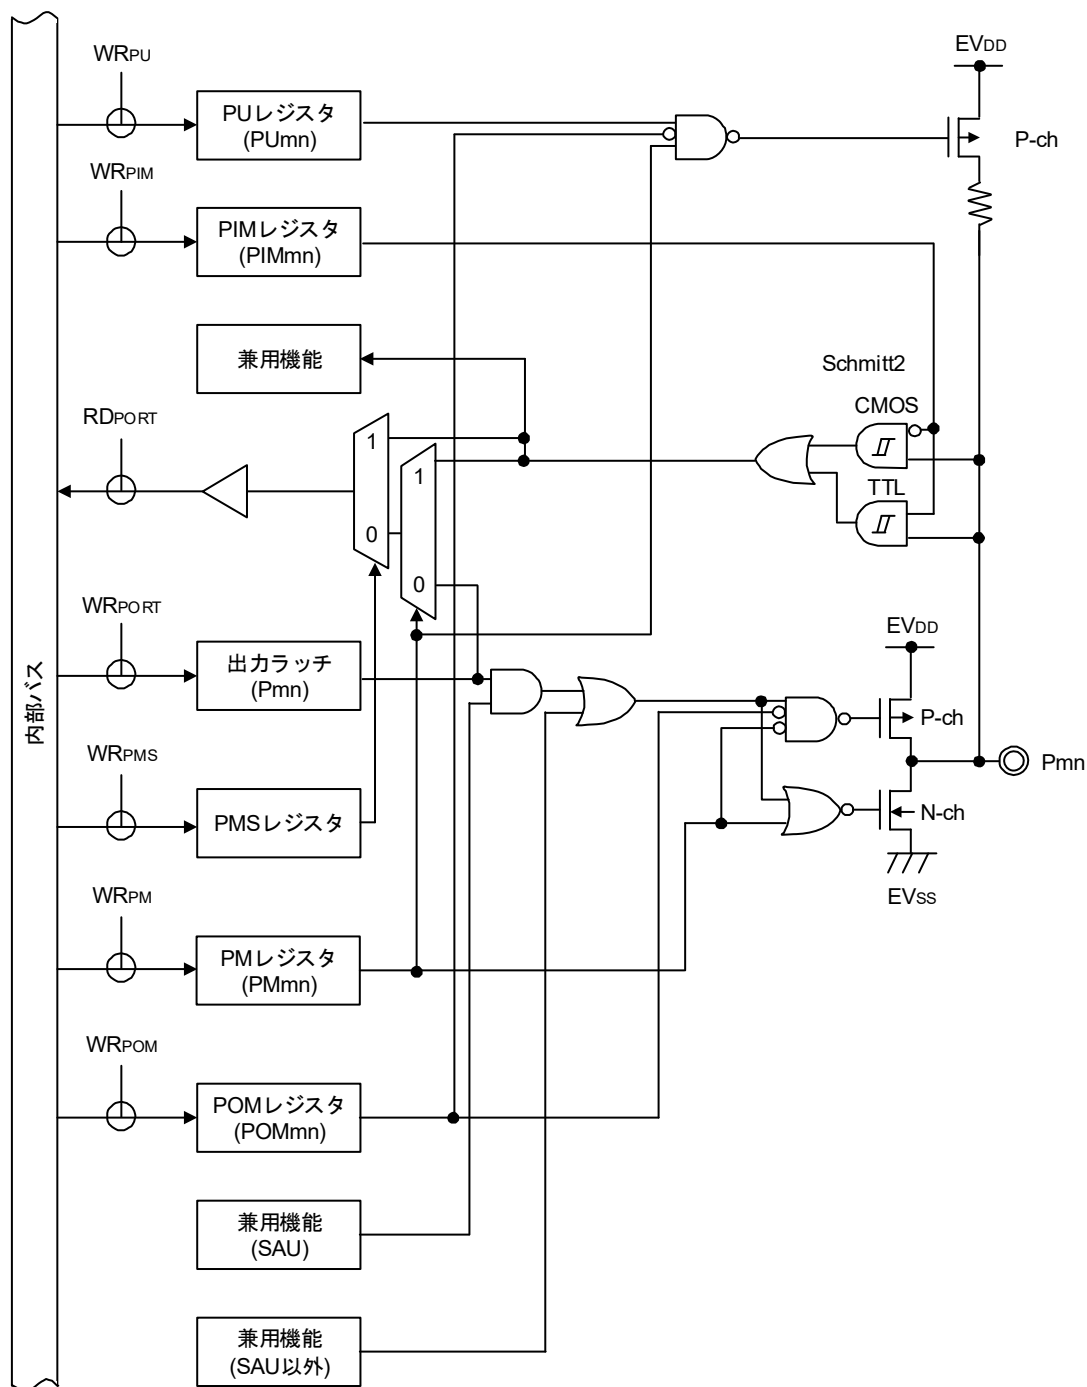 WRPU
EVDD
PUレジスタ
(PUmn)
P-ch
WRPIM
PIMレジスタ
(PIMmn)
兼用機能
Schmitt2
CMOS
RDPORT
1
1
TTL
0
0
WRPORT
EVDD
出力ラッチ
(Pmn)
内部バス
P-ch
WRPMS
Pmn
PMSレジスタ
N-ch
EVSS
WRPM
PMレジスタ
(PMmn)
WRPOM
POMレジスタ
(POMmn)
兼用機能
(SAU)
兼用機能
(SAU以外)